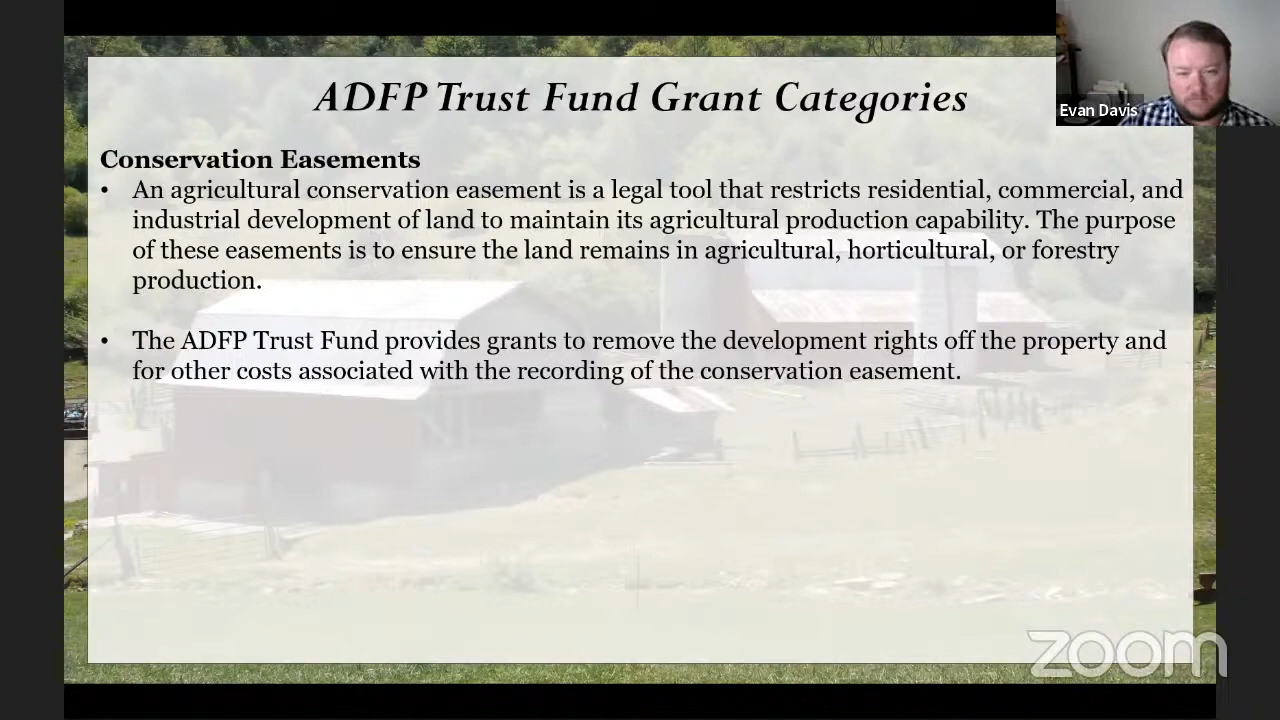 ADFP Trust Fund Grant Categories
Evan Davis
Conservation Easements
• An agricultural conservation easement is a legal tool that restricts residential, commercial, and
industrial development of land to maintain its agricultural production capability. The purpose
of these easements is to ensure the land remains in agricultural, horticultural, or forestry
production.
• The ADFP Trust Fund provides grants to remove the development rights off the property and
for other costs associated with the recording of the conservation easement.
zoom